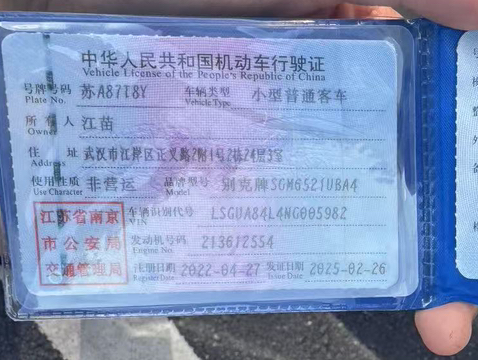 中华人民共和国机动车行驶证
Vehicle License of the People's Republic of China
号牌号码 苏A87T8Y 车辆类型 小型普通客车
Plate No. Vehicle Type
所有人 江苗
Owner
住址 武汉市江岸区正义路2附1号2栋24层3室
Address
使用性质 非营运 品牌型号 别克牌SGM6521UBA4
Use Character Model
江苏省南京
市公安局
交通管理局
车辆识别代号 LSGUA84L4NG005982
VIN
发动机号码 213612554
Engine No.
注册日期 2022-04-27 发证日期 2025-02-26
Register Date Issue Date